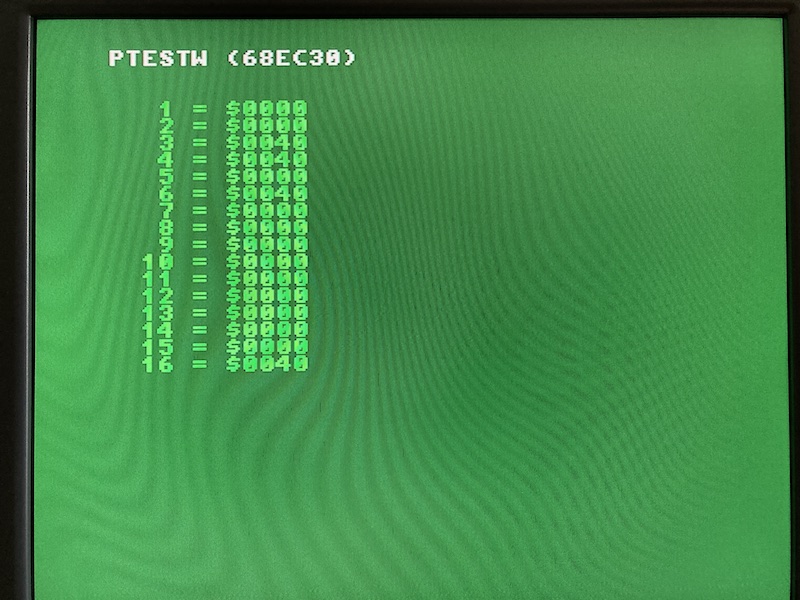 PTESTW (68EC30)
1 = $0000
2 = $0000
3 = $0040
4 = $0040
5 = $0000
6 = $0040
7 = $0000
8 = $0000
9 = $0000
10 = $0000
11 = $0000
12 = $0000
13 = $0000
14 = $0000
15 = $0000
16 = $0040